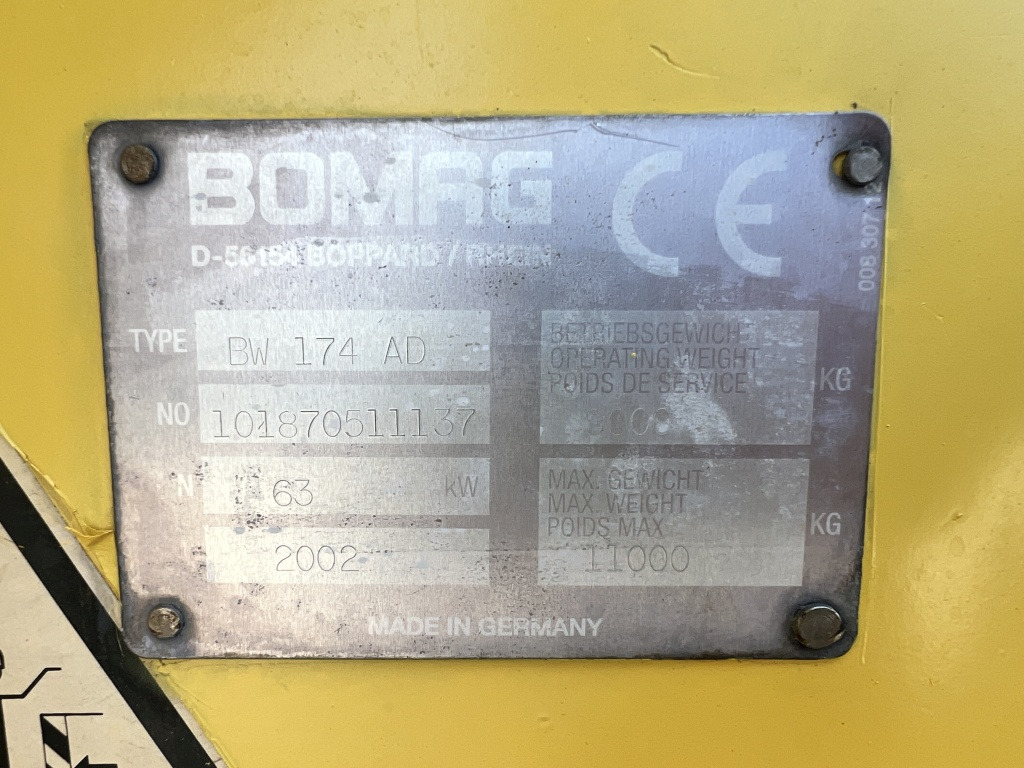 BOMAG
CE
D-56154 BOPPARD / RHEIN
TYPE BW 174 AD
NO 101870511137
N 63 kW
2002
BETRIEBSGEWICHT
OPERATING WEIGHT
POIDS DE SERVICE
KG
MAX. GEWICHT
MAX. WEIGHT
POIDS MAX
11000 KG
MADE IN GERMANY